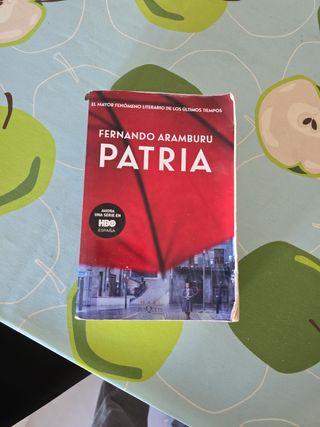 EL MAYOR FENÓMENO LITERARIO DE LOS ÚLTIMOS TIEMPOS
FERNANDO ARAMBURU
PATRIA
AHORA
UNA SERIE EN
HBO
ESPAÑA